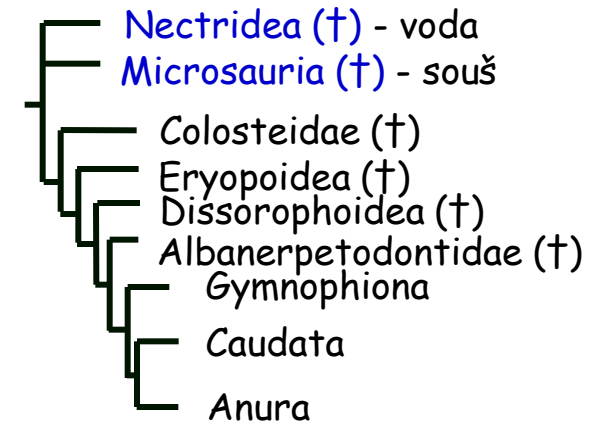 Nectridea (†) - voda
Microsauria (†) - souš
Colosteidae (†)
Eryopoidea (†)
Dissorophoidea (†)
Albanerpetodontidae (†)
Gymnophiona
Caudata
Anura